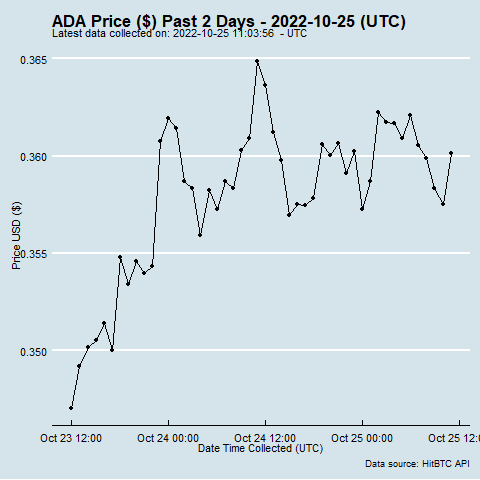 ADA Price ($) Past 2 Days - 2022-10-25 (UTC)
Latest data collected on: 2022-10-25 11:03:56  - UTC
Price USD ($)
0.365
0.360
0.355
0.350
Oct 23 12:00 Oct 24 00:00 Oct 24 12:00 Oct 25 00:00 Oct 25 12:00
Date Time Collected (UTC)
Data source: HitBTC API